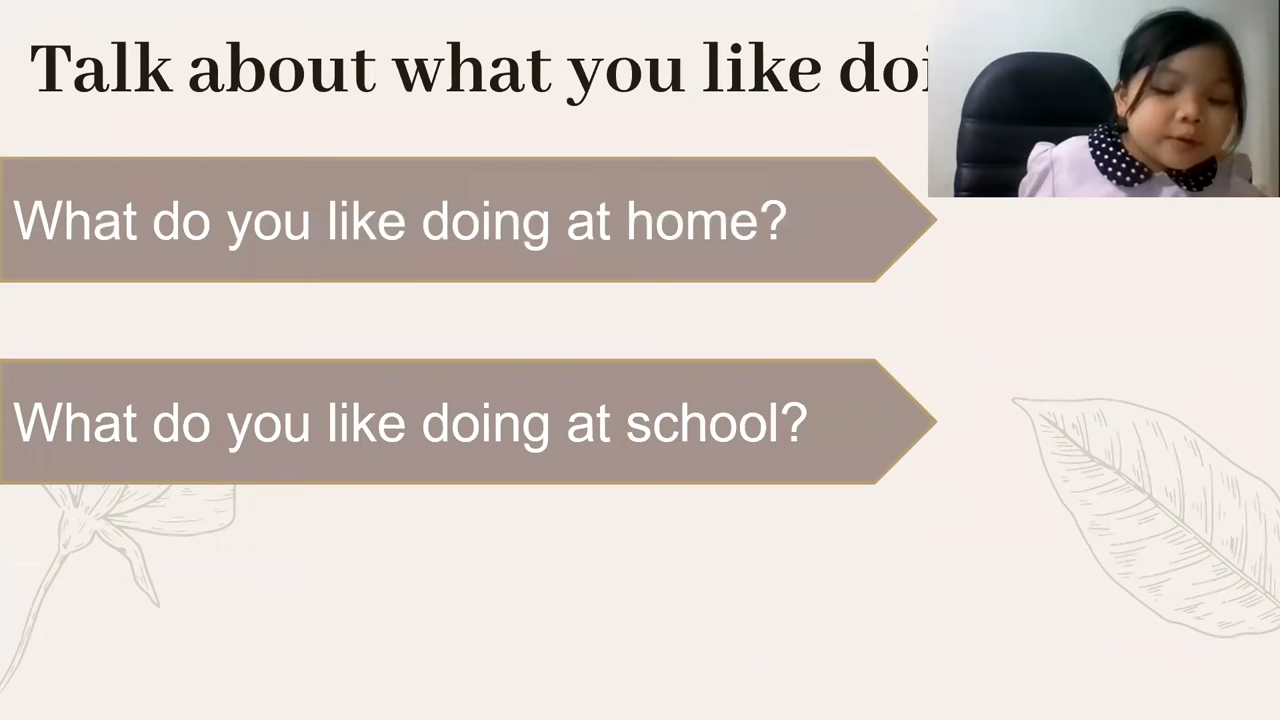 Talk about what you like
What do you like doing at home?
What do you like doing at school?